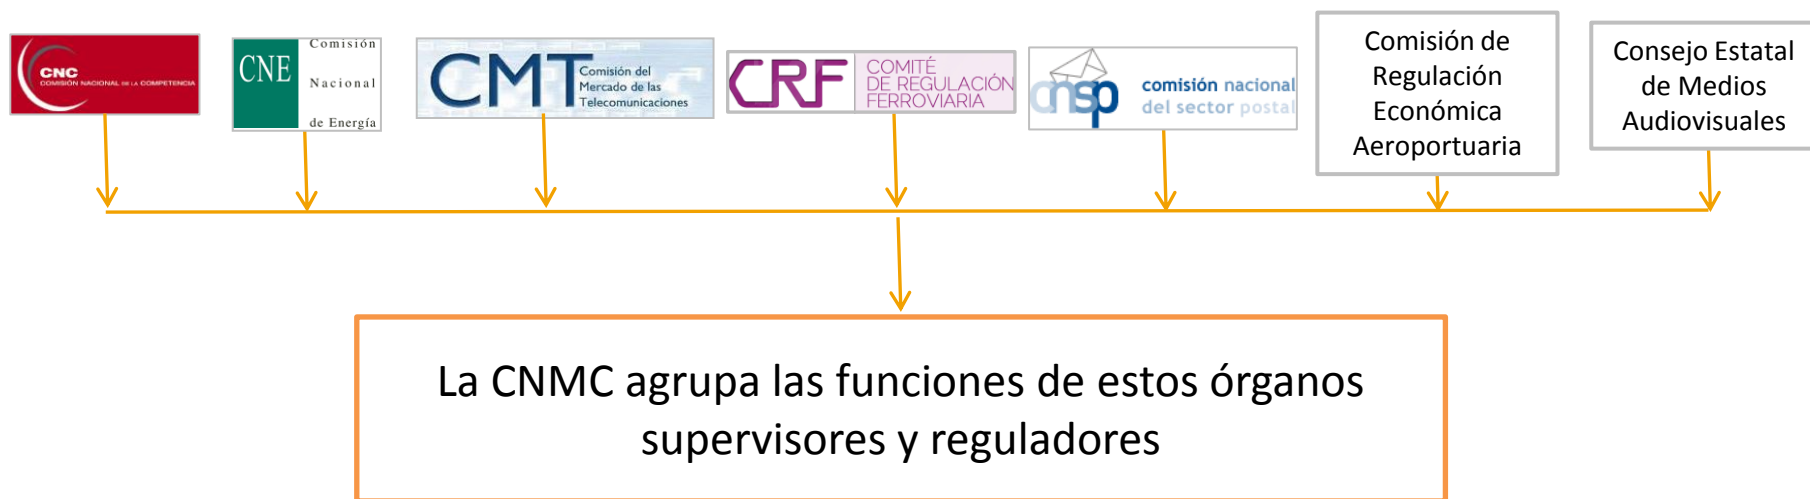 CNC
COMISIÓN NACIONAL DE LA COMPETENCIA
CNE
Comisión
Nacional
de Energía
CMT
Comisión del
Mercado de las
Telecomunicaciones
CRF
COMITÉ
DE REGULACIÓN
FERROVIARIA
cnsp
comisión nacional
del sector postal
Comisión de
Regulación
Económica
Aeroportuaria
Consejo Estatal
de Medios
Audiovisuales
La CNMC agrupa las funciones de estos órganos
supervisores y reguladores